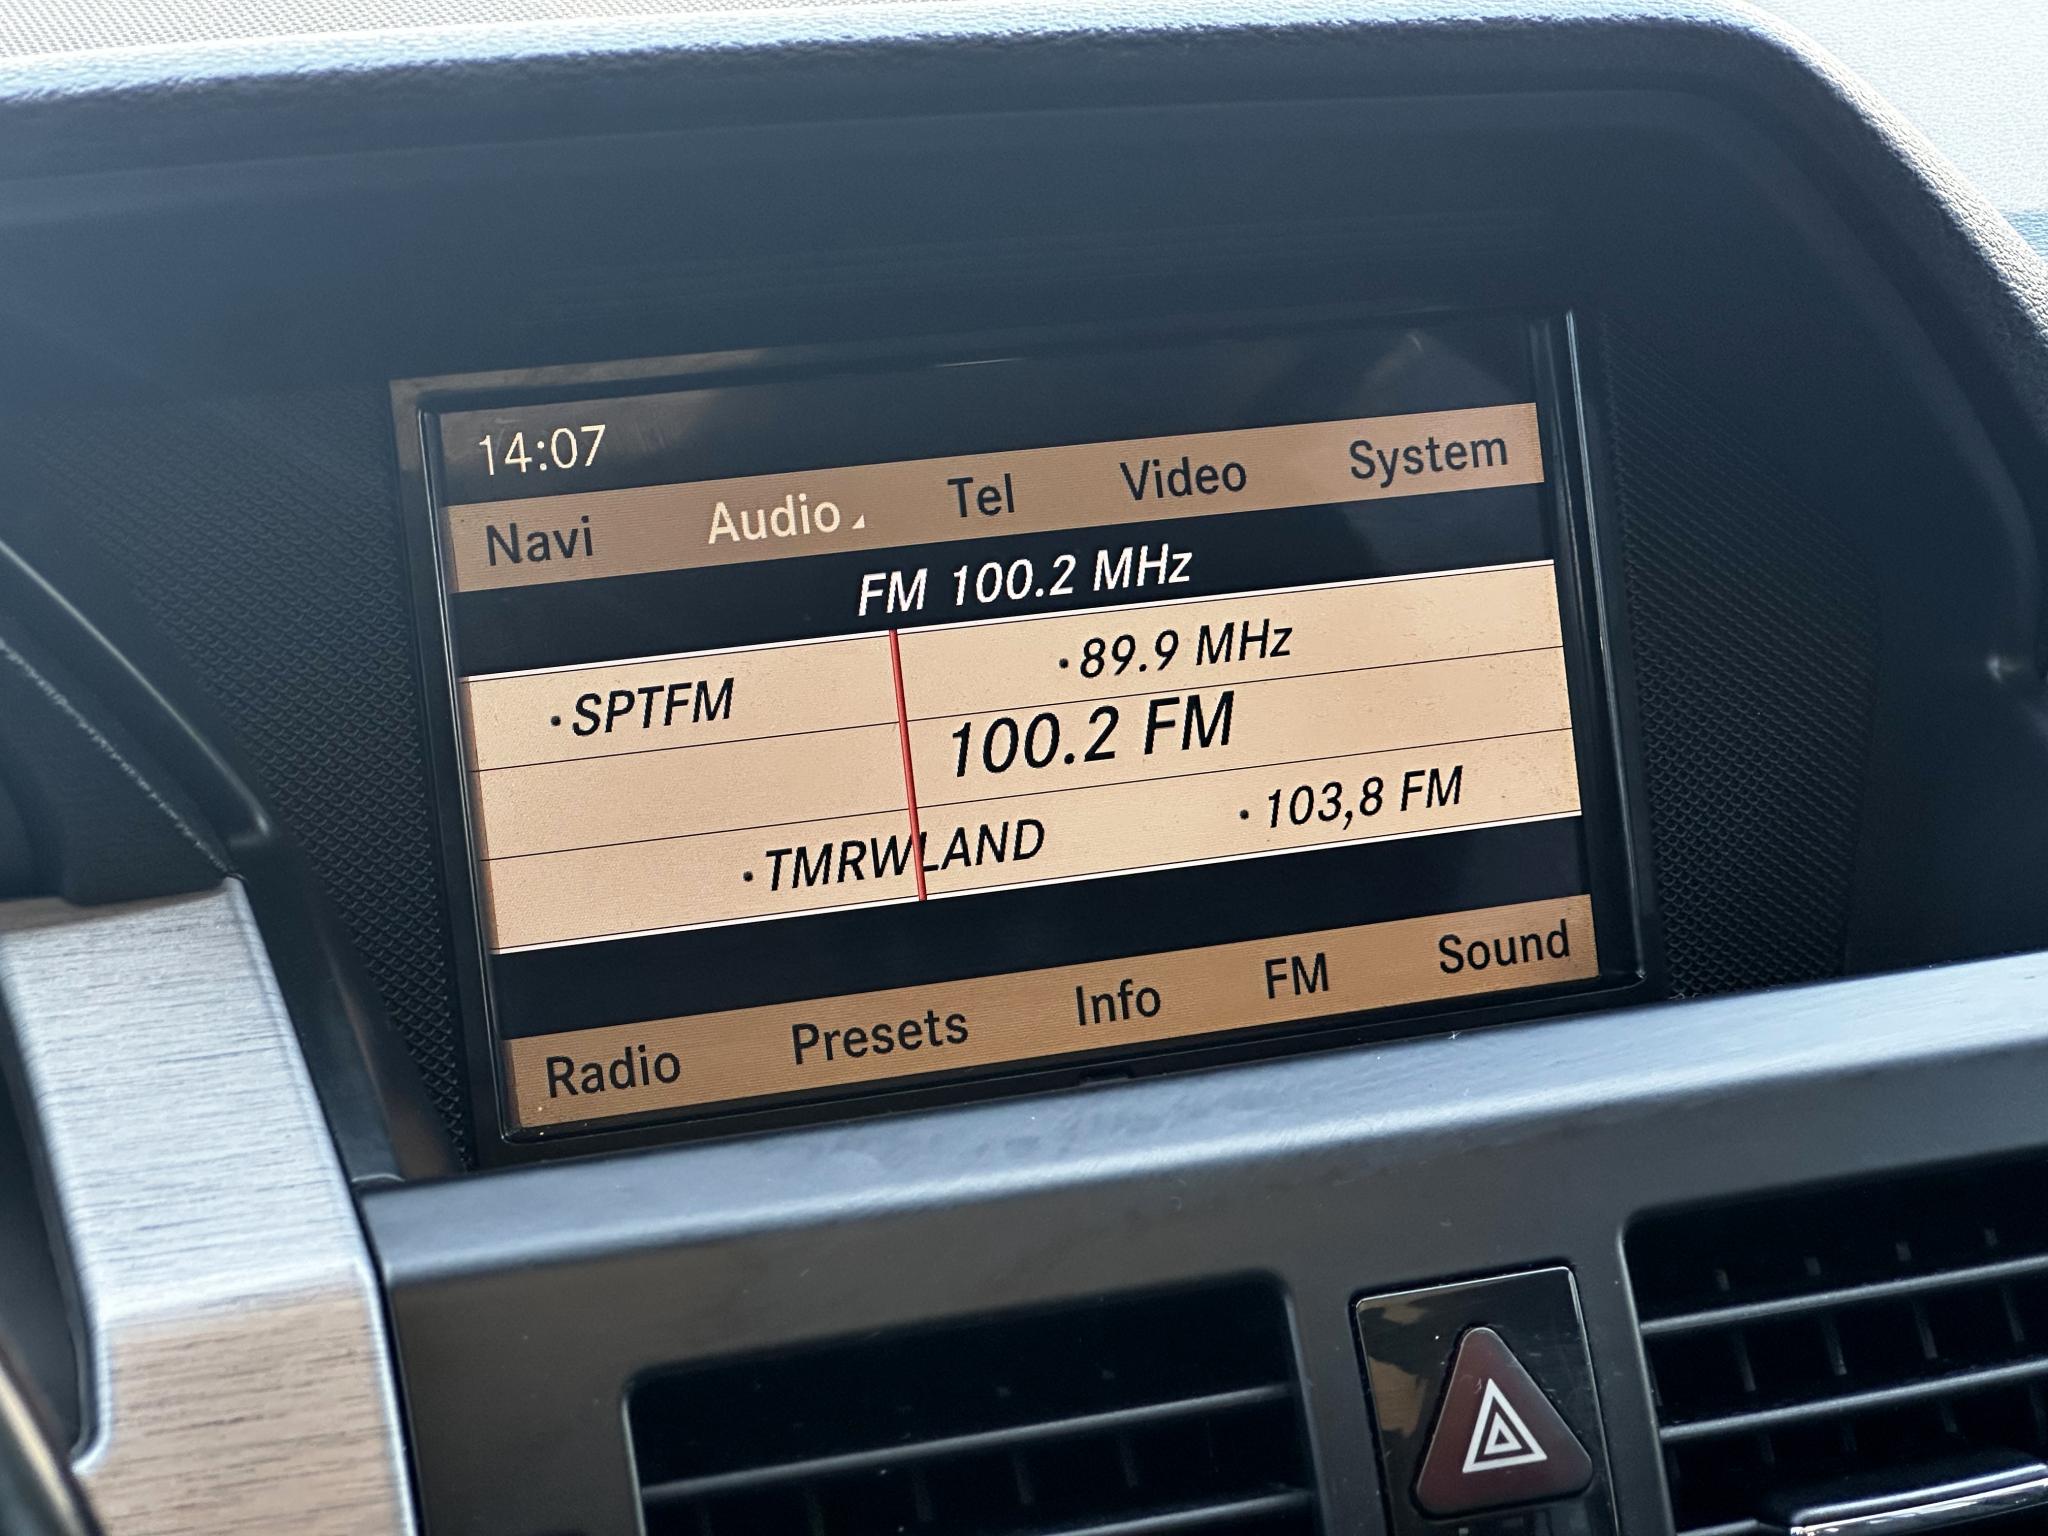 14:07
Navi Audio Tel Video System
FM 100.2 MHz
·SPTFM ·89.9 MHz
100.2 FM
·TMRWLAND ·103,8 FM
Radio Presets Info FM Sound